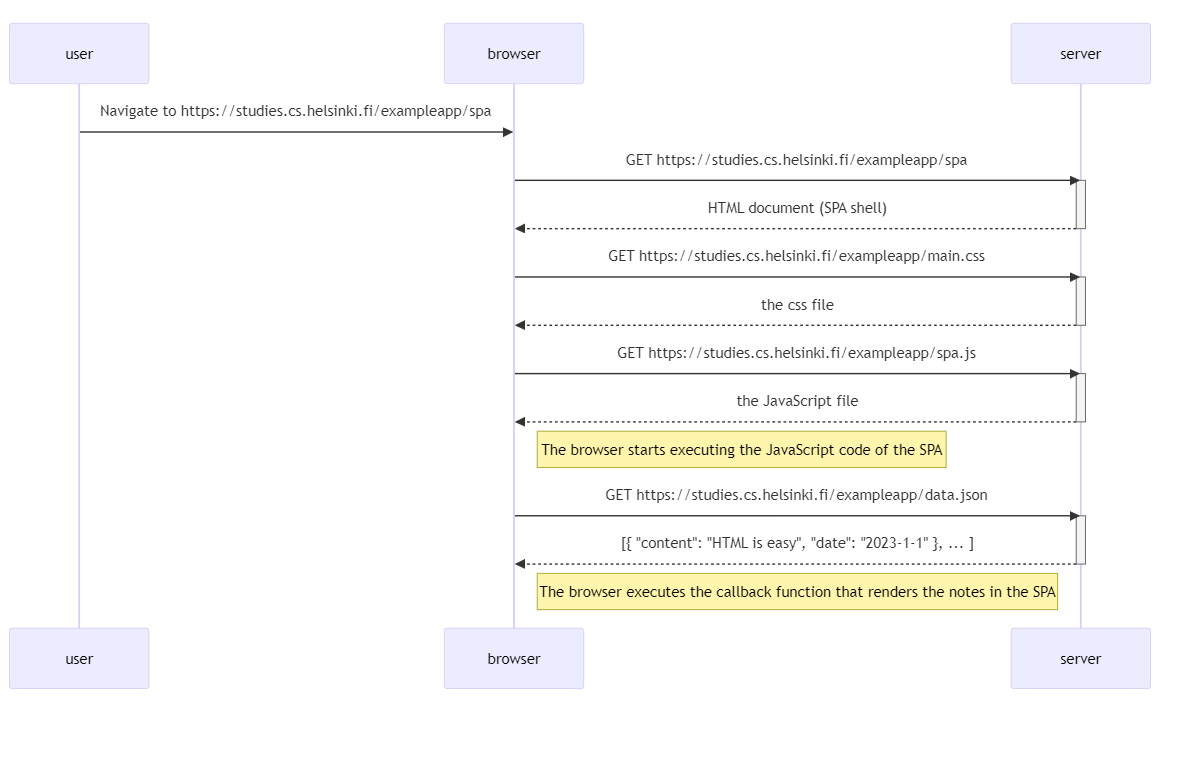 user
browser
server
Navigate to https://studies.cs.helsinki.fi/exampleapp/spa
GET https://studies.cs.helsinki.fi/exampleapp/spa
HTML document (SPA shell)
GET https://studies.cs.helsinki.fi/exampleapp/main.css
the css file
GET https://studies.cs.helsinki.fi/exampleapp/spa.js
the JavaScript file
The browser starts executing the JavaScript code of the SPA
GET https://studies.cs.helsinki.fi/exampleapp/data.json
[{ "content": "HTML is easy", "date": "2023-1-1" }, ... ]
The browser executes the callback function that renders the notes in the SPA
user
browser
server